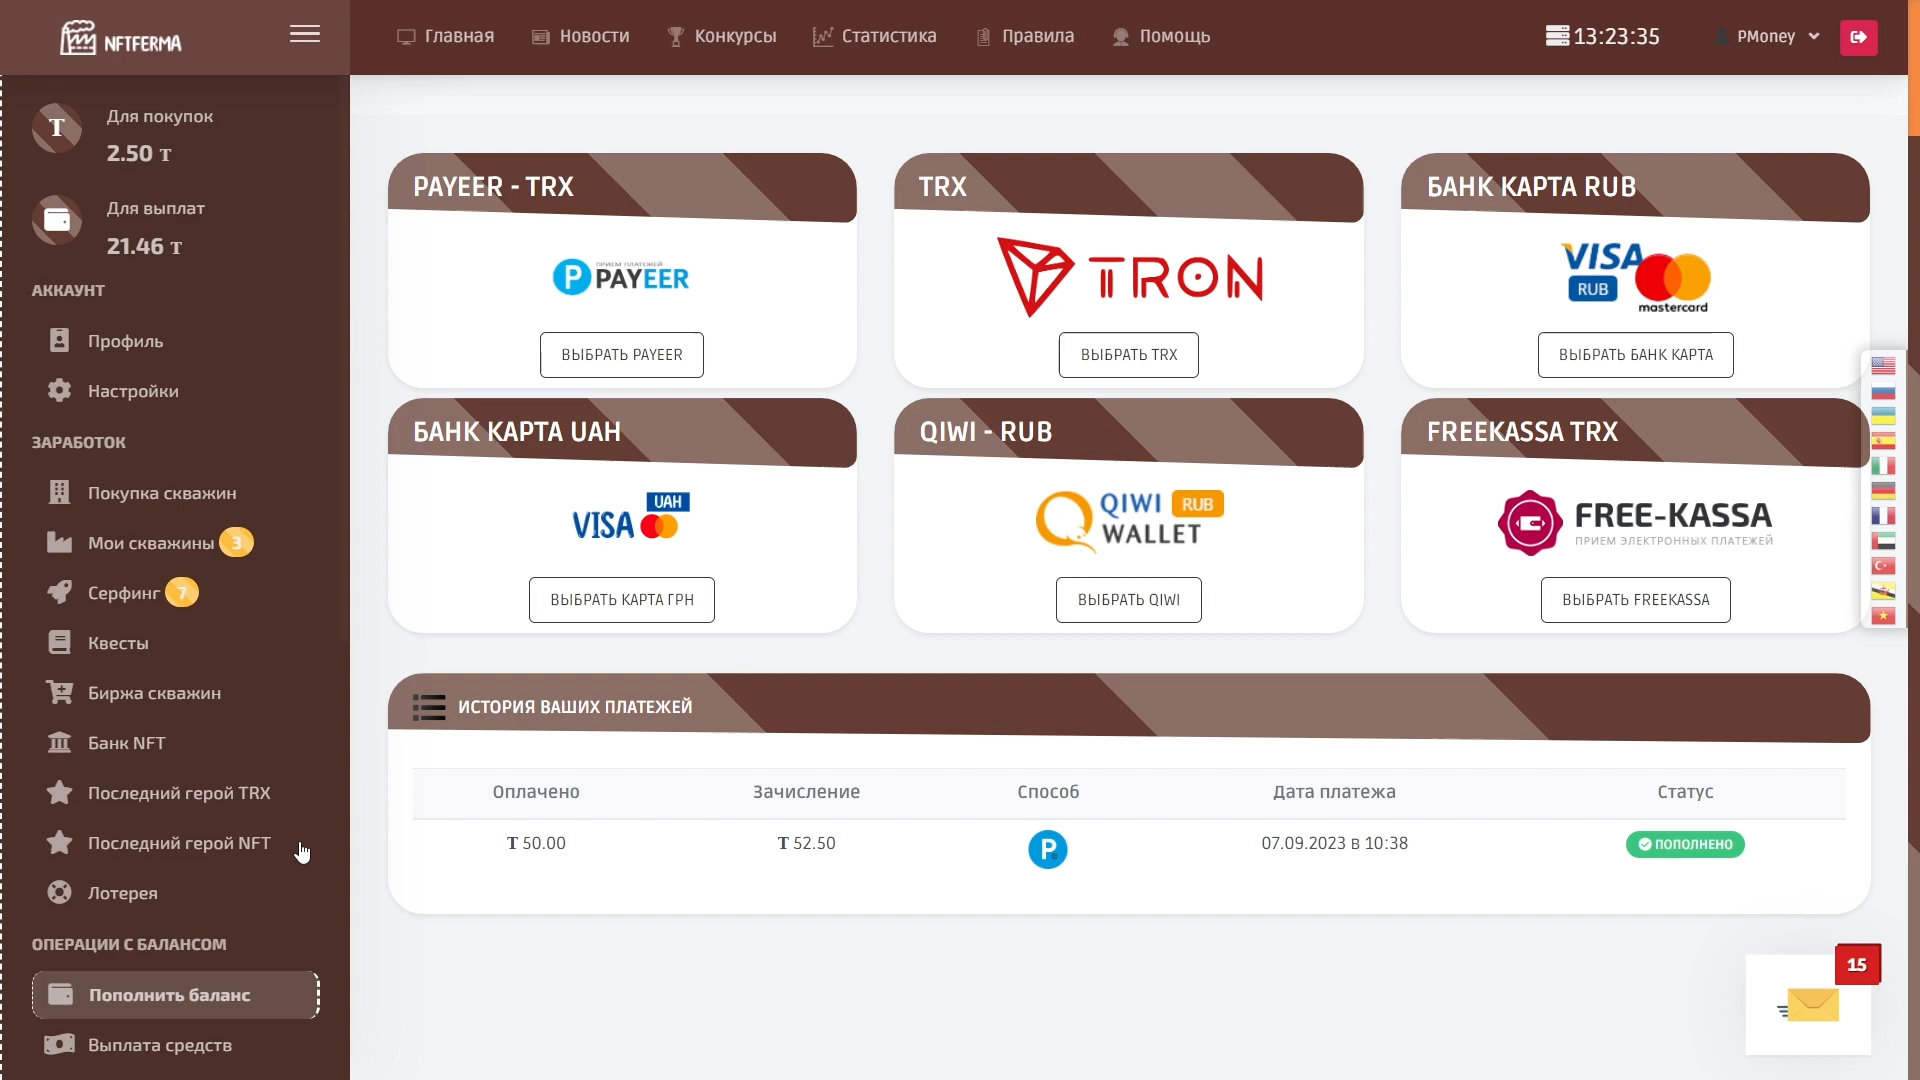 NFTFERMA
Главная
Новости
Конкурсы
Статистика
Правила
Помощь
13:23:35
PMoney
T
Для покупок
2.50 T
Для выплат
21.46 T
АККАУНТ
Профиль
Настройки
ЗАРАБОТОК
Покупка скважин
Мои скважины 3
Серфинг 7
Квесты
Биржа скважин
Банк NFT
Последний герой TRX
Последний герой NFT
Лотерея
ОПЕРАЦИИ С БАЛАНСОМ
Пополнить баланс
Выплата средств
PAYEER - TRX
P ПРИЕМ ПЛАТЕЖЕЙ
PAYEER
ВЫБРАТЬ PAYEER
TRX
TRON
ВЫБРАТЬ TRX
БАНК КАРТА RUB
VISA
RUB
mastercard
ВЫБРАТЬ БАНК КАРТА
БАНК КАРТА UAH
UAH
VISA
ВЫБРАТЬ КАРТА ГРН
QIWI - RUB
QIWI RUB
WALLET
ВЫБРАТЬ QIWI
FREEKASSA TRX
FREE-KASSA
ПРИЕМ ЭЛЕКТРОННЫХ ПЛАТЕЖЕЙ
ВЫБРАТЬ FREEKASSA
ИСТОРИЯ ВАШИХ ПЛАТЕЖЕЙ
Оплачено Зачисление Способ Дата платежа Статус
T 50.00 T 52.50 P 07.09.2023 в 10:38 ПОПОЛНЕНО
15